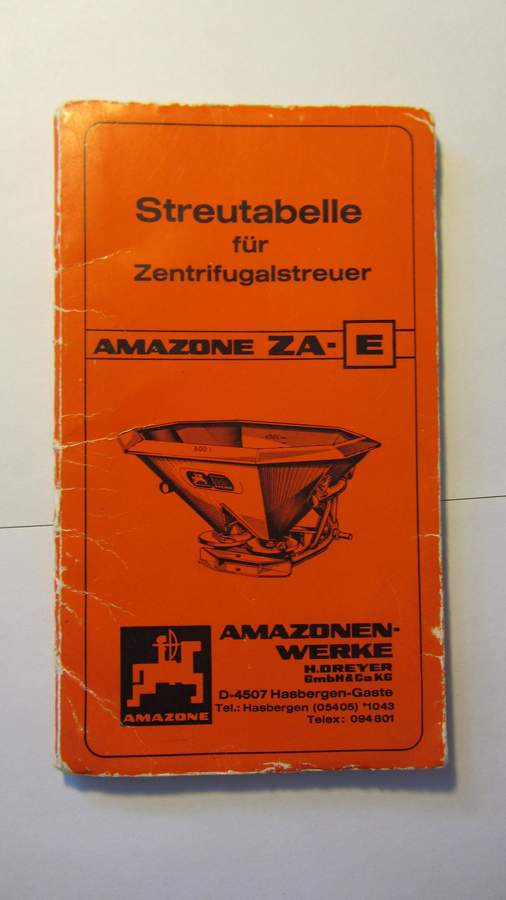 Streutabelle
für
Zentrifugalstreuer
AMAZONE ZA-E
600 l
AMAZONEN-
WERKE
H.DREYER
GmbH & Co. KG
D-4507 Hasbergen-Gaste
Tel.: Hasbergen (05405) *1043
Telex: 094801
AMAZONE